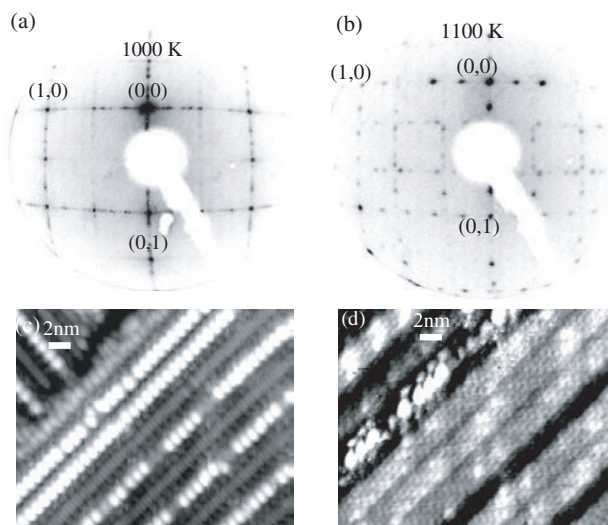 (a)
1000 K
(1,0)
(0,0)
(0,1)
(b)
1100 K
(1,0)
(0,0)
(0,1)
(c)
2nm
(d)
2nm